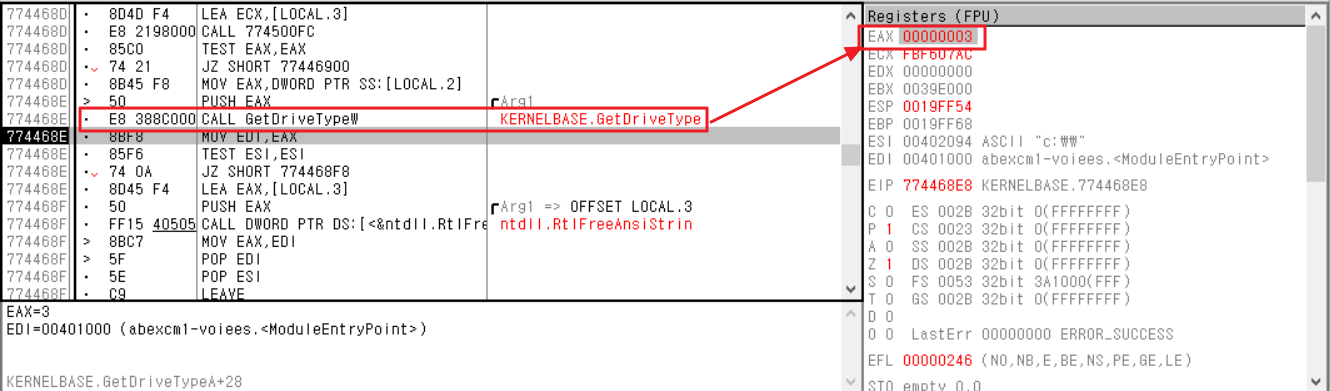 774468D · 8D4D F4 LEA ECX,[LOCAL.3]
774468D · E8 2198000 CALL 774500FC
774468D · 85C0 TEST EAX,EAX
774468D · 74 21 JZ SHORT 77446900
774468D · 8B45 F8 MOV EAX,DWORD PTR SS:[LOCAL.2]
774468E > 50 PUSH EAX Arg1
774468E · E8 388C000 CALL GetDriveTypeW KERNELBASE.GetDriveType
774468E · 8BF8 MOV EDI,EAX
774468E · 85F6 TEST ESI,ESI
774468E · 74 0A JZ SHORT 774468F8
774468E · 8D45 F4 LEA EAX,[LOCAL.3]
774468F · 50 PUSH EAX Arg1 => OFFSET LOCAL.3
774468F · FF15 40505 CALL DWORD PTR DS:[<&ntdll.RtlFre ntdll.RtlFreeAnsiStrin
774468F > 8BC7 MOV EAX,EDI
774468F > 5F POP EDI
774468F · 5E POP ESI
774468F · C9 LEAVE
EAX=3
EDI=00401000 (abexcm1-voiees.<ModuleEntryPoint>)
KERNELBASE.GetDriveTypeA+28
Registers (FPU)
EAX 00000003
ECX FBF607AC
EDX 00000000
EBX 0039E000
ESP 0019FF54
EBP 0019FF68
ESI 00402094 ASCII "c:₩₩"
EDI 00401000 abexcm1-voiees.<ModuleEntryPoint>
EIP 774468E8 KERNELBASE.774468E8
C 0 ES 002B 32bit 0(FFFFFFFF)
P 1 CS 0023 32bit 0(FFFFFFFF)
A 0 SS 002B 32bit 0(FFFFFFFF)
Z 1 DS 002B 32bit 0(FFFFFFFF)
S 0 FS 0053 32bit 3A1000(FFF)
T 0 GS 002B 32bit 0(FFFFFFFF)
D 0
O 0 LastErr 00000000 ERROR_SUCCESS
EFL 00000246 (NO,NB,E,BE,NS,PE,GE,LE)
ST0 empty 0.0